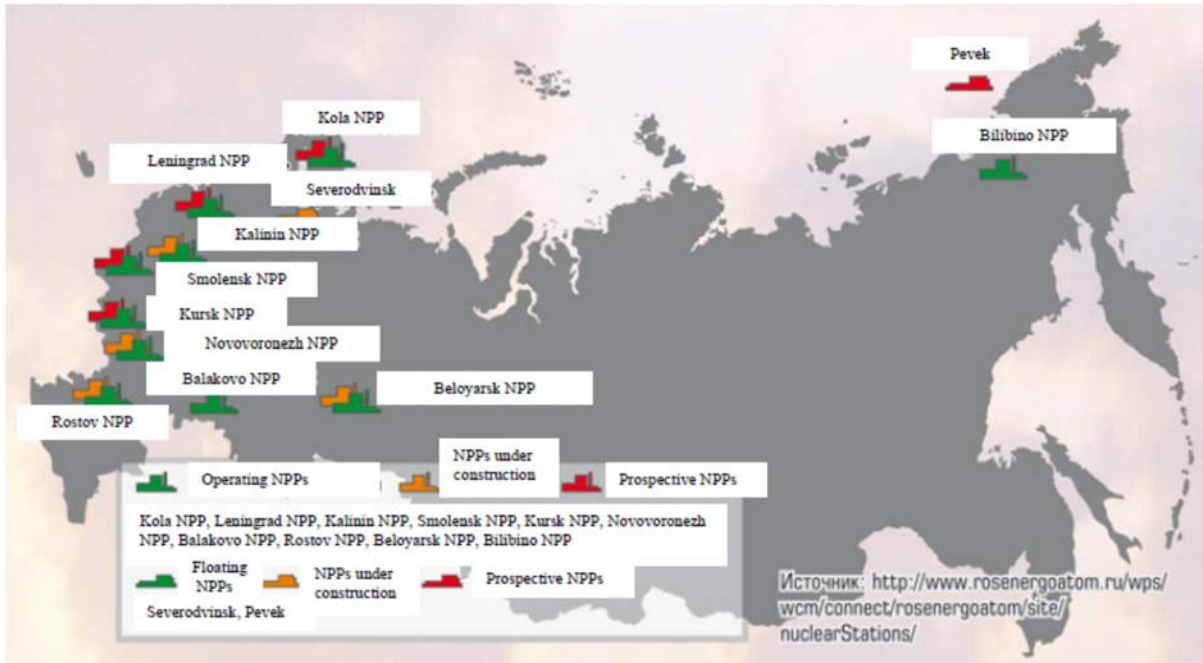 Pevek
Kola NPP
Bilibino NPP
Leningrad NPP
Severodvinsk
Kalinin NPP
Smolensk NPP
Kursk NPP
Novovoronezh NPP
Balakovo NPP
Beloyarsk NPP
Rostov NPP
Operating NPPs
NPPs under
construction
Prospective NPPs
Kola NPP, Leningrad NPP, Kalinin NPP, Smolensk NPP, Kursk NPP, Novovoronezh
NPP, Balakovo NPP, Rostov NPP, Beloyarsk NPP, Bilibino NPP
Floating
NPPs
NPPs under
construction
Prospective NPPs
Severodvinsk, Pevek
Источник: http://www.rosenergoatom.ru/wps/
wcm/connect/rosenergoatom/site/
nuclearStations/